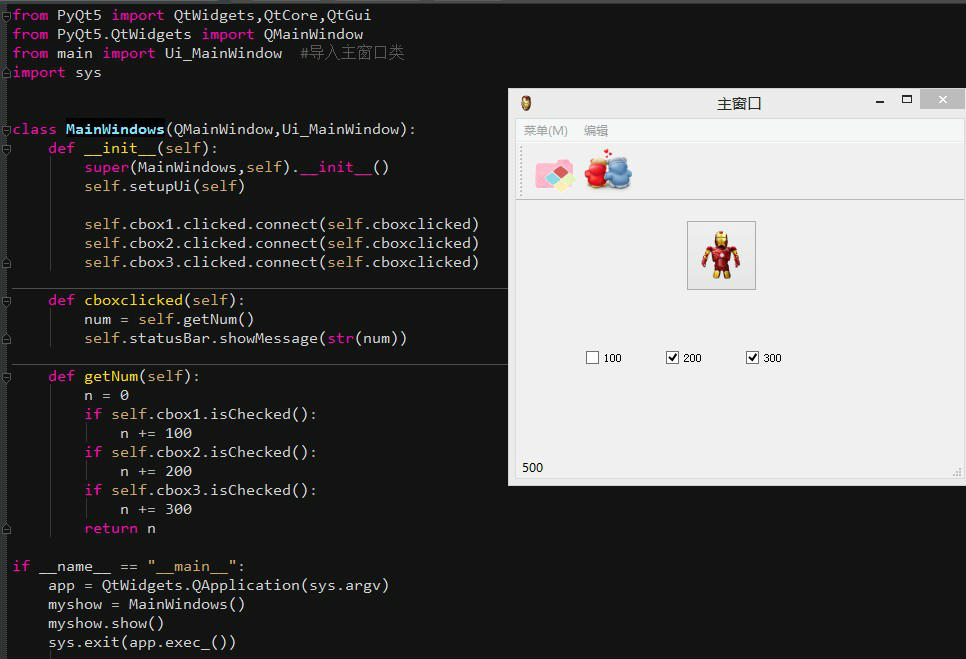 from PyQt5 import QtWidgets,QtCore,QtGui
from PyQt5.QtWidgets import QMainWindow
from main import Ui_MainWindow  #导入主窗口类
import sys
class MainWindows(QMainWindow,Ui_MainWindow):
    def __init__(self):
        super(MainWindows,self).__init__()
        self.setupUi(self)
        self.cbox1.clicked.connect(self.cboxclicked)
        self.cbox2.clicked.connect(self.cboxclicked)
        self.cbox3.clicked.connect(self.cboxclicked)
    def cboxclicked(self):
        num = self.getNum()
        self.statusBar.showMessage(str(num))
    def getNum(self):
        n = 0
        if self.cbox1.isChecked():
            n += 100
        if self.cbox2.isChecked():
            n += 200
        if self.cbox3.isChecked():
            n += 300
        return n
if __name__ == "__main__":
    app = QtWidgets.QApplication(sys.argv)
    myshow = MainWindows()
    myshow.show()
    sys.exit(app.exec_())
主窗口
菜单(M) 编辑
100 200 300
500